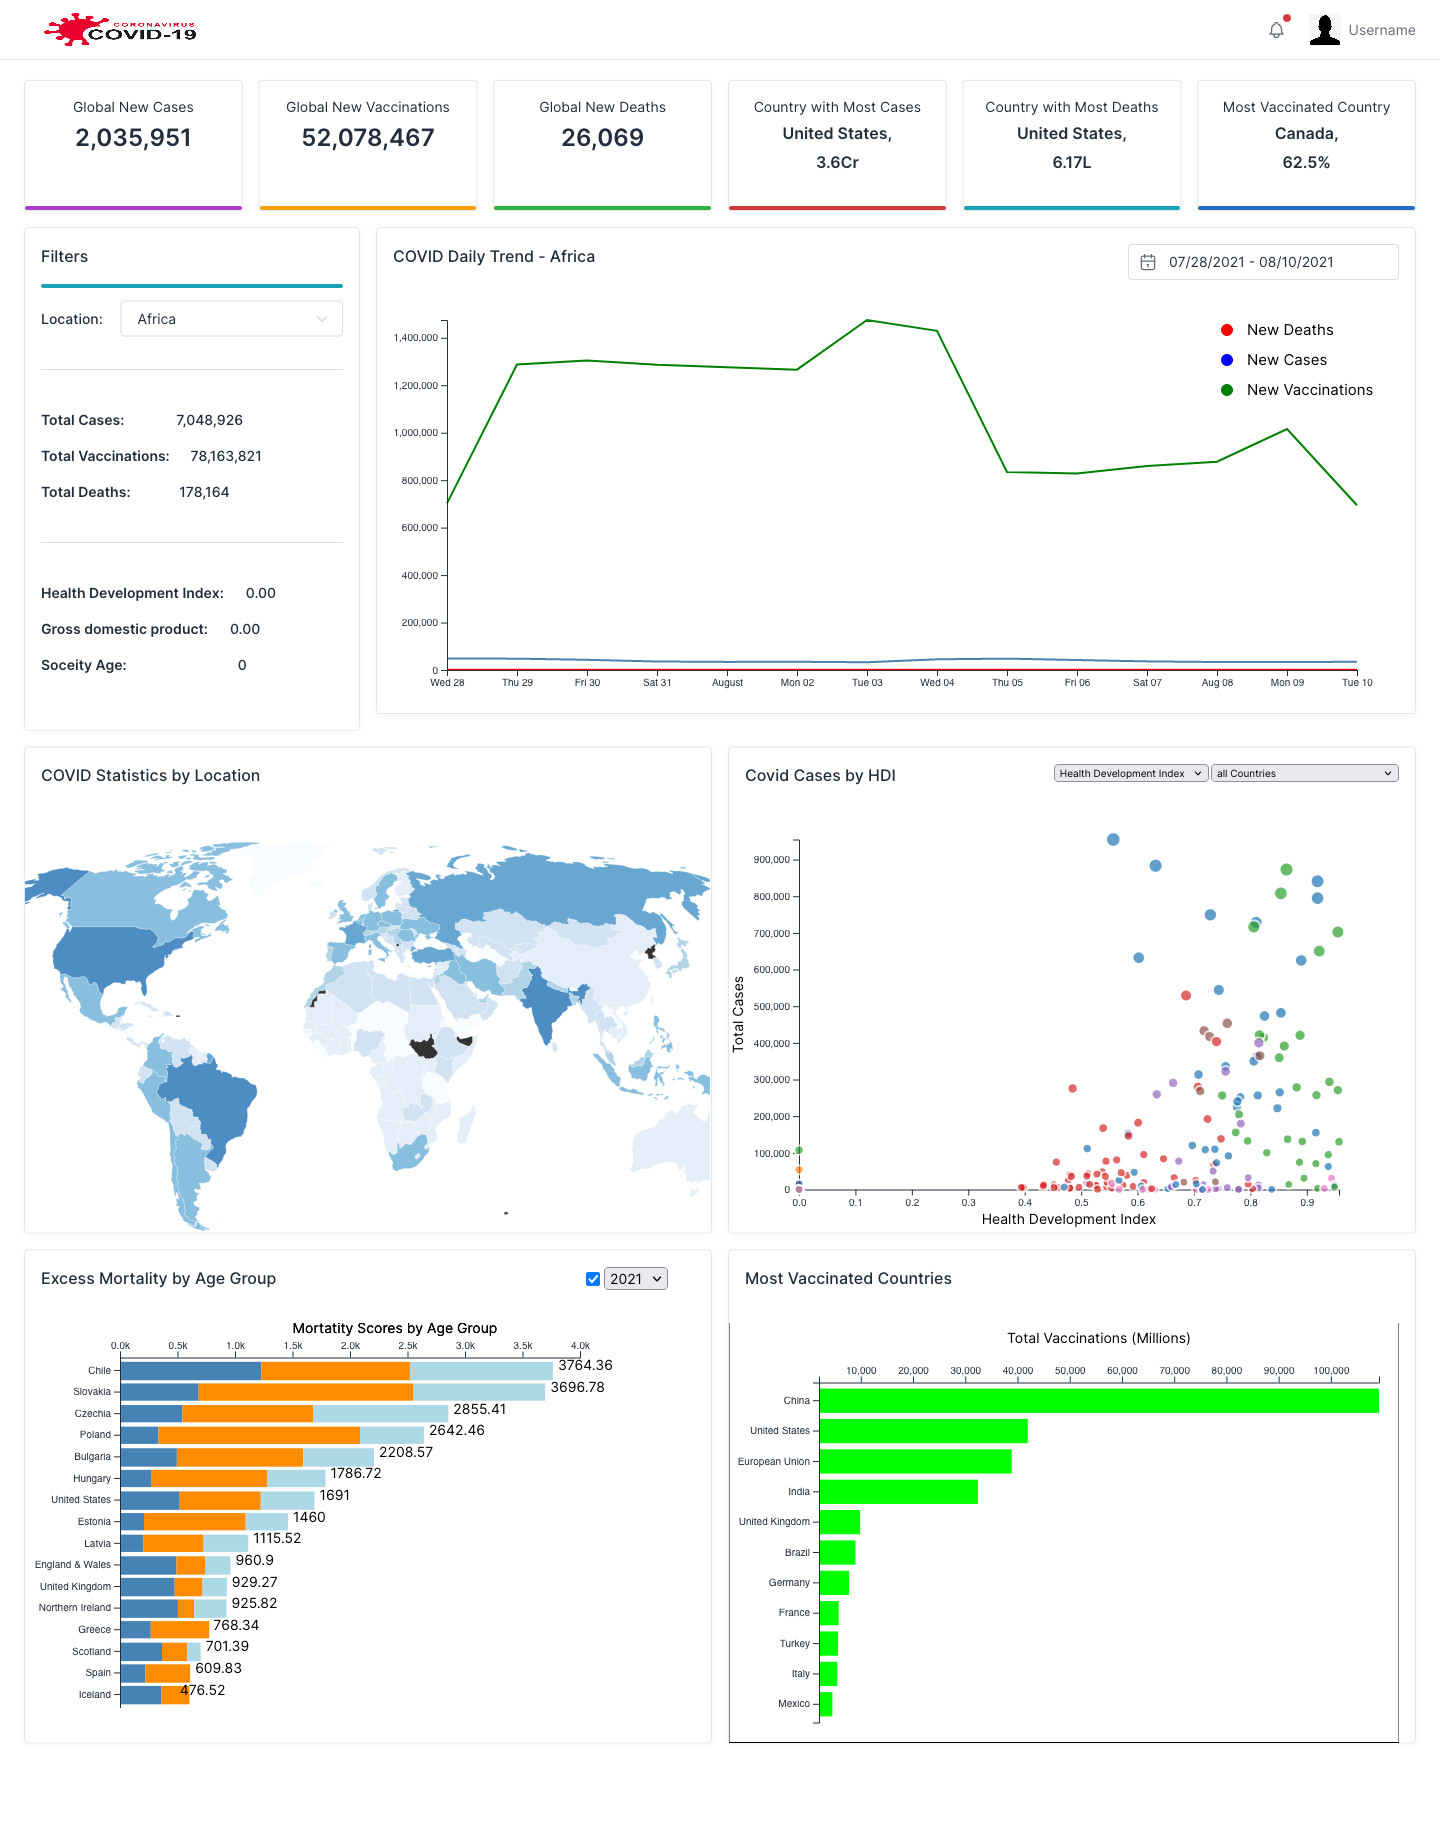 CORONAVIRUS
COVID-19
Username
Global New Cases
2,035,951
Global New Vaccinations
52,078,467
Global New Deaths
26,069
Country with Most Cases
United States,
3.6Cr
Country with Most Deaths
United States,
6.17L
Most Vaccinated Country
Canada,
62.5%
Filters
Location: Africa
Total Cases: 7,048,926
Total Vaccinations: 78,163,821
Total Deaths: 178,164
Health Development Index: 0.00
Gross domestic product: 0.00
Soceity Age: 0
COVID Daily Trend - Africa
07/28/2021 - 08/10/2021
New Deaths
New Cases
New Vaccinations
1,400,000
1,200,000
1,000,000
800,000
600,000
400,000
200,000
0
Wed 28 Thu 29 Fri 30 Sat 31 August Mon 02 Tue 03 Wed 04 Thu 05 Fri 06 Sat 07 Aug 08 Mon 09 Tue 10
COVID Statistics by Location
Covid Cases by HDI
Health Development Index
all Countries
Total Cases
900,000
800,000
700,000
600,000
500,000
400,000
300,000
200,000
100,000
0
0.0 0.1 0.2 0.3 0.4 0.5 0.6 0.7 0.8 0.9
Health Development Index
Excess Mortality by Age Group
2021
Mortatity Scores by Age Group
0.0k 0.5k 1.0k 1.5k 2.0k 2.5k 3.0k 3.5k 4.0k
Chile 3764.36
Slovakia 3696.78
Czechia 2855.41
Poland 2642.46
Bulgaria 2208.57
Hungary 1786.72
United States 1691
Estonia 1460
Latvia 1115.52
England & Wales 960.9
United Kingdom 929.27
Northern Ireland 925.82
Greece 768.34
Scotland 701.39
Spain 609.83
Iceland 476.52
Most Vaccinated Countries
Total Vaccinations (Millions)
10,000 20,000 30,000 40,000 50,000 60,000 70,000 80,000 90,000 100,000
China
United States
European Union
India
United Kingdom
Brazil
Germany
France
Turkey
Italy
Mexico